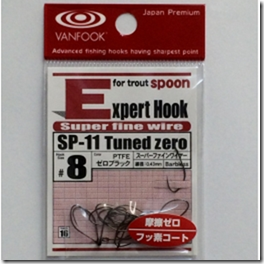 Japan Premium
VANFOOK
Advanced fishing hooks having sharpest point
for trout spoon
Expert Hook
Super fine wire
SP-11 Tuned zero
#8
PTFE
ゼロブラック
スーパーファインワイヤー
Barbless
16
摩擦ゼロ
フッ素コート